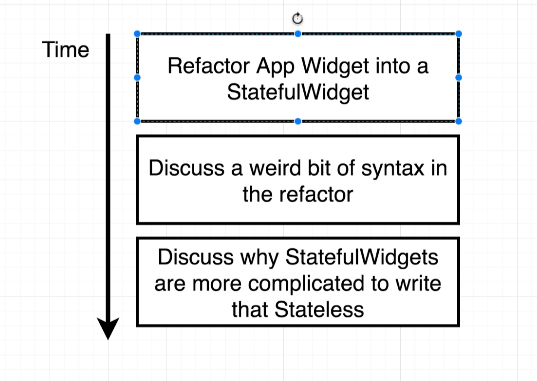 Time
Refactor App Widget into a
StatefulWidget
Discuss a weird bit of syntax in
the refactor
Discuss why StatefulWidgets
are more complicated to write
that Stateless